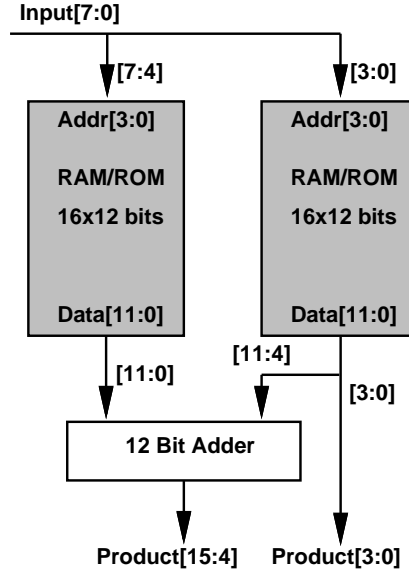 Input[7:0]
[7:4]
[3:0]
Addr[3:0]
Addr[3:0]
RAM/ROM
RAM/ROM
16x12 bits
16x12 bits
Data[11:0]
Data[11:0]
[11:4]
[11:0]
[3:0]
12 Bit Adder
Product[15:4]
Product[3:0]